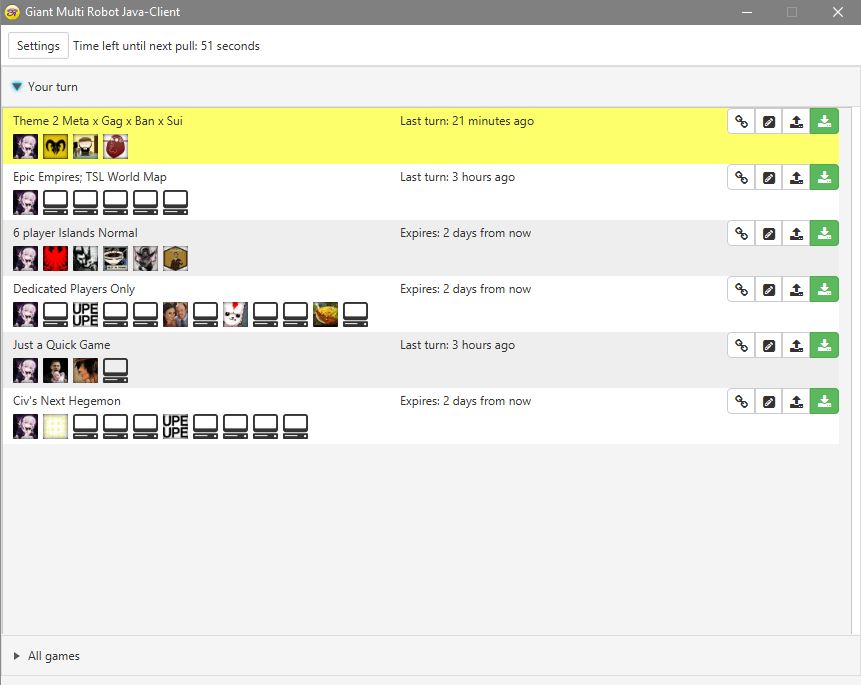 Giant Multi Robot Java-Client
Settings Time left until next pull: 51 seconds
Your turn
Theme 2 Meta x Gag x Ban x Sui Last turn: 21 minutes ago
Epic Empires; TSL World Map Last turn: 3 hours ago
6 player Islands Normal Expires: 2 days from now
Dedicated Players Only Expires: 2 days from now
UPE
UPE
Just a Quick Game Last turn: 3 hours ago
Civ's Next Hegemon Expires: 2 days from now
UPE
UPE
All games